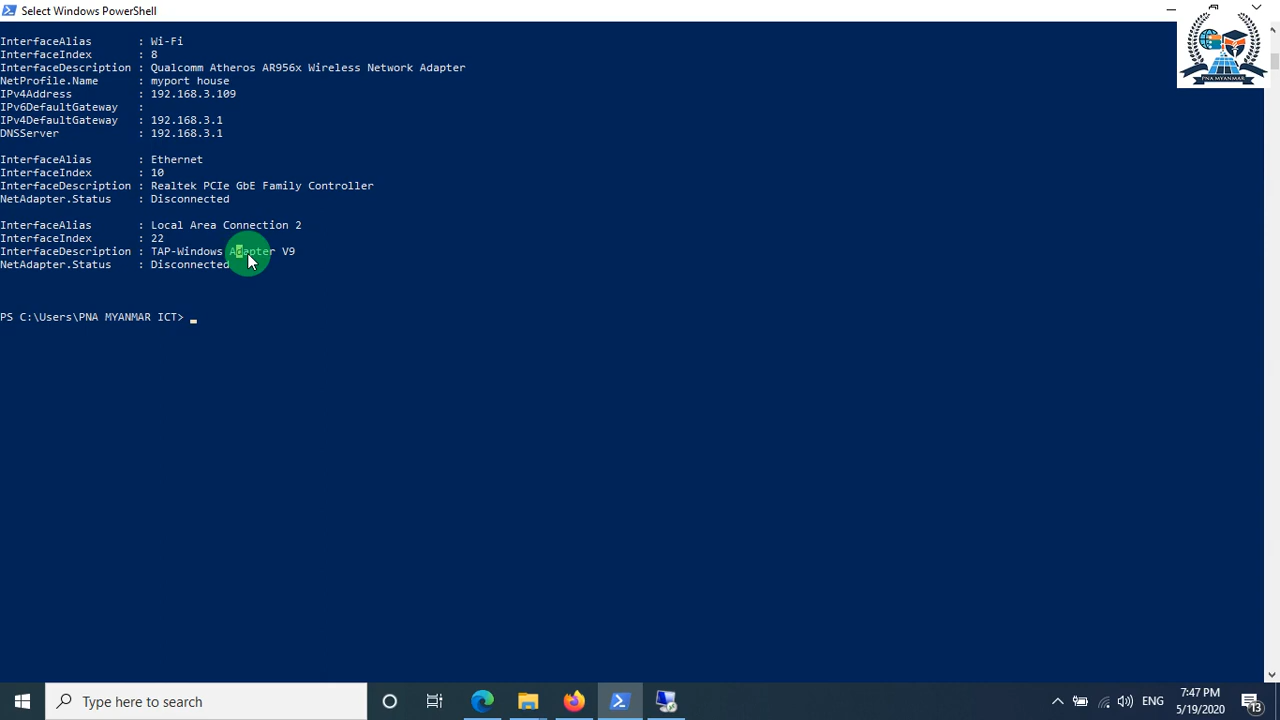 Select Windows PowerShell
InterfaceAlias : Wi-Fi
InterfaceIndex : 8
InterfaceDescription : Qualcomm Atheros AR956x Wireless Network Adapter
NetProfile.Name : myport house
IPv4Address : 192.168.3.109
IPv6DefaultGateway :
IPv4DefaultGateway : 192.168.3.1
DNSServer : 192.168.3.1
InterfaceAlias : Ethernet
InterfaceIndex : 10
InterfaceDescription : Realtek PCIe GbE Family Controller
NetAdapter.Status : Disconnected
InterfaceAlias : Local Area Connection 2
InterfaceIndex : 22
InterfaceDescription : TAP-Windows Adapter V9
NetAdapter.Status : Disconnected
PS C:\Users\PNA MYANMAR ICT>
PNA MYANMAR
Type here to search
ENG
7:47 PM
5/19/2020
13